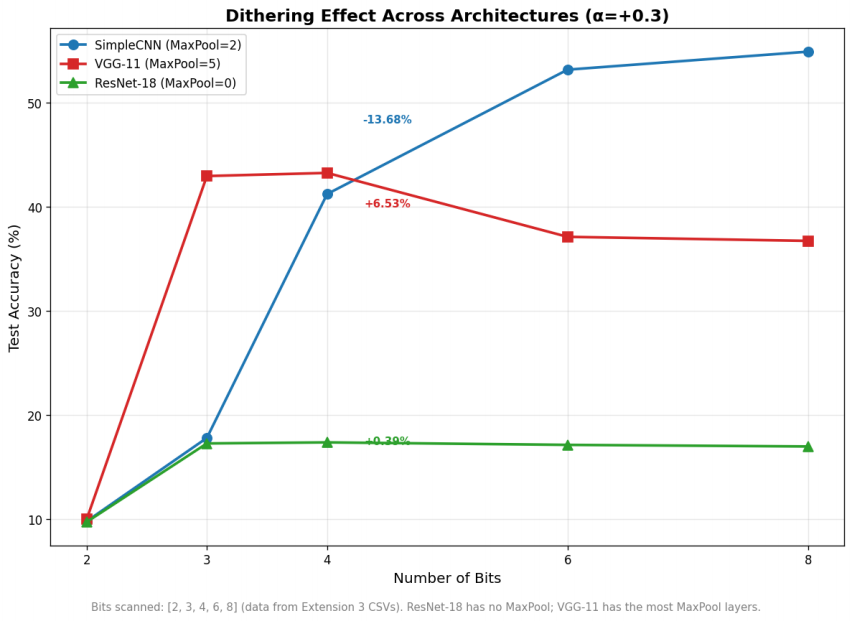 Dithering Effect Across Architectures (α=+0.3)
SimpleCNN (MaxPool=2)
VGG-11 (MaxPool=5)
ResNet-18 (MaxPool=0)
Test Accuracy (%)
50
40
30
20
10
-13.68%
+6.53%
+0.39%
2 3 4 6 8
Number of Bits
Bits scanned: [2, 3, 4, 6, 8] (data from Extension 3 CSVs). ResNet-18 has no MaxPool; VGG-11 has the most MaxPool layers.